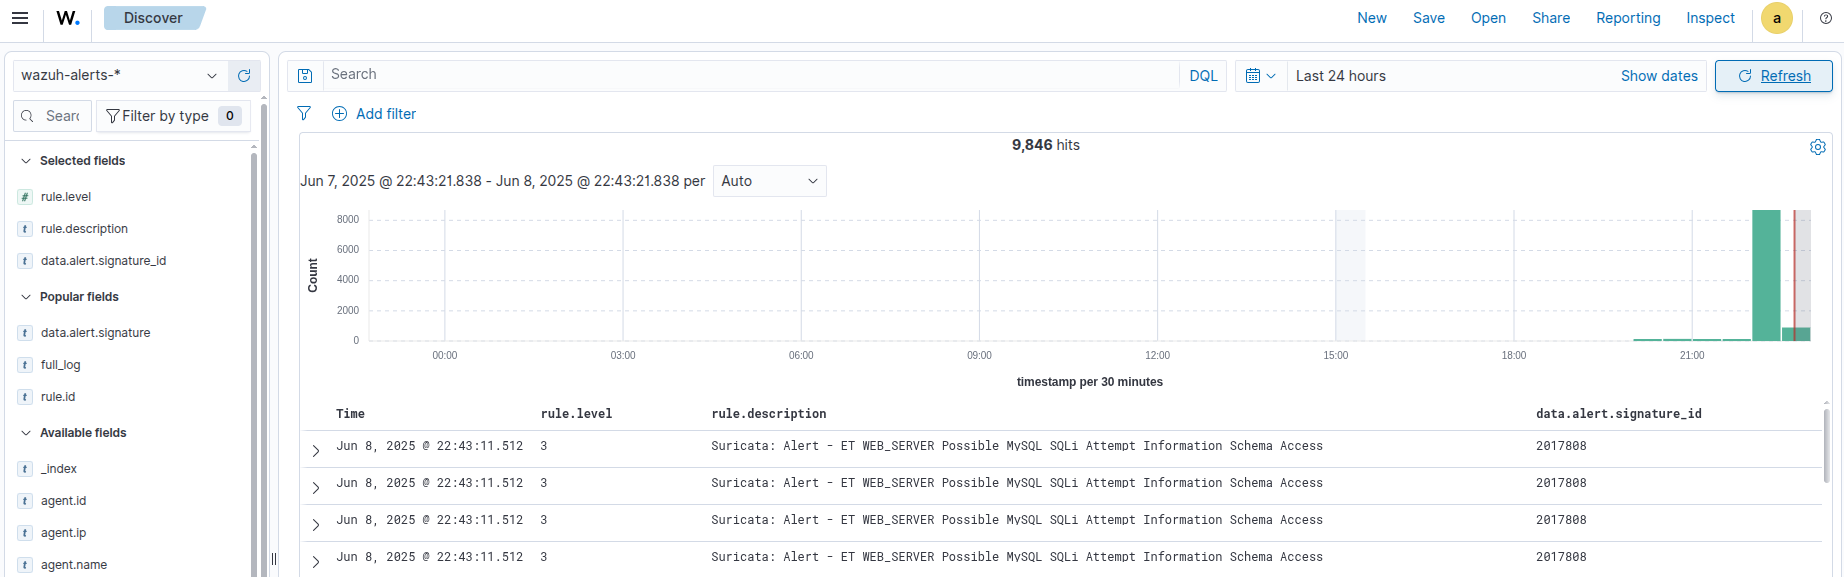 W. Discover New Save Open Share Reporting Inspect a
wazuh-alerts-*
Search DQL Last 24 hours Show dates Refresh
Searc Filter by type 0
Add filter
Selected fields
# rule.level
t rule.description
t data.alert.signature_id
Popular fields
t data.alert.signature
t full_log
t rule.id
Available fields
t _index
t agent.id
t agent.ip
t agent.name
9,846 hits
Jun 7, 2025 @ 22:43:21.838 - Jun 8, 2025 @ 22:43:21.838 per Auto
Count
8000
6000
4000
2000
0
00:00 03:00 06:00 09:00 12:00 15:00 18:00 21:00
timestamp per 30 minutes
Time rule.level rule.description data.alert.signature_id
Jun 8, 2025 @ 22:43:11.512 3 Suricata: Alert - ET WEB_SERVER Possible MySQL SQLi Attempt Information Schema Access 2017808
Jun 8, 2025 @ 22:43:11.512 3 Suricata: Alert - ET WEB_SERVER Possible MySQL SQLi Attempt Information Schema Access 2017808
Jun 8, 2025 @ 22:43:11.512 3 Suricata: Alert - ET WEB_SERVER Possible MySQL SQLi Attempt Information Schema Access 2017808
Jun 8, 2025 @ 22:43:11.512 3 Suricata: Alert - ET WEB_SERVER Possible MySQL SQLi Attempt Information Schema Access 2017808